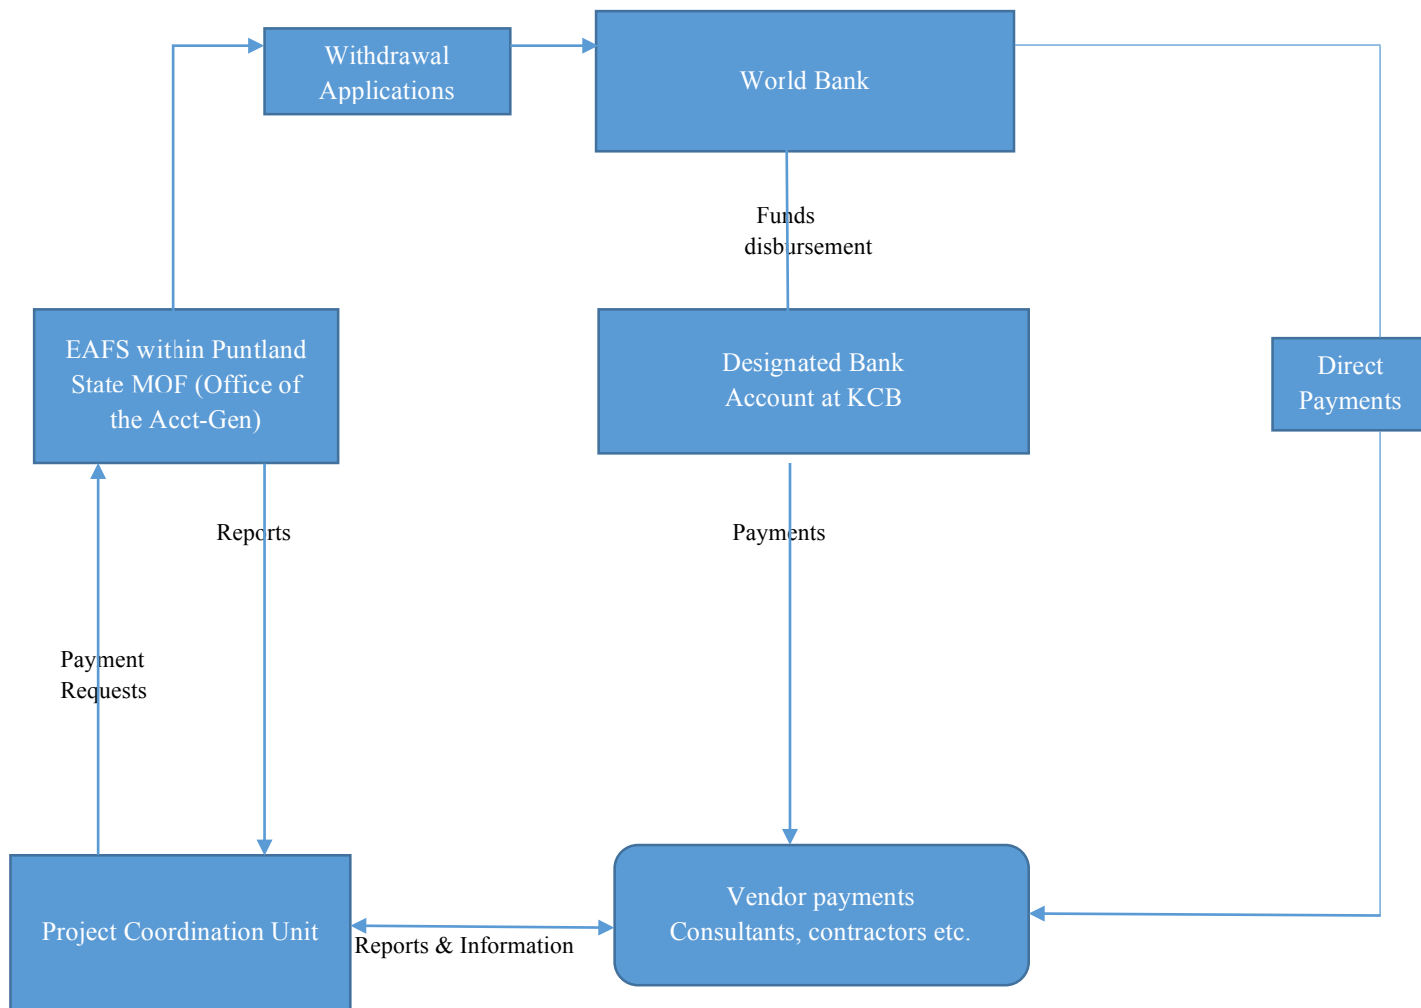 Withdrawal
Applications
World Bank
Funds
disbursement
EAFS within Puntland
State MOF (Office of
the Acct-Gen)
Designated Bank
Account at KCB
Direct
Payments
Reports
Payments
Payment
Requests
Project Coordination Unit
Reports & Information
Vendor payments
Consultants, contractors etc.